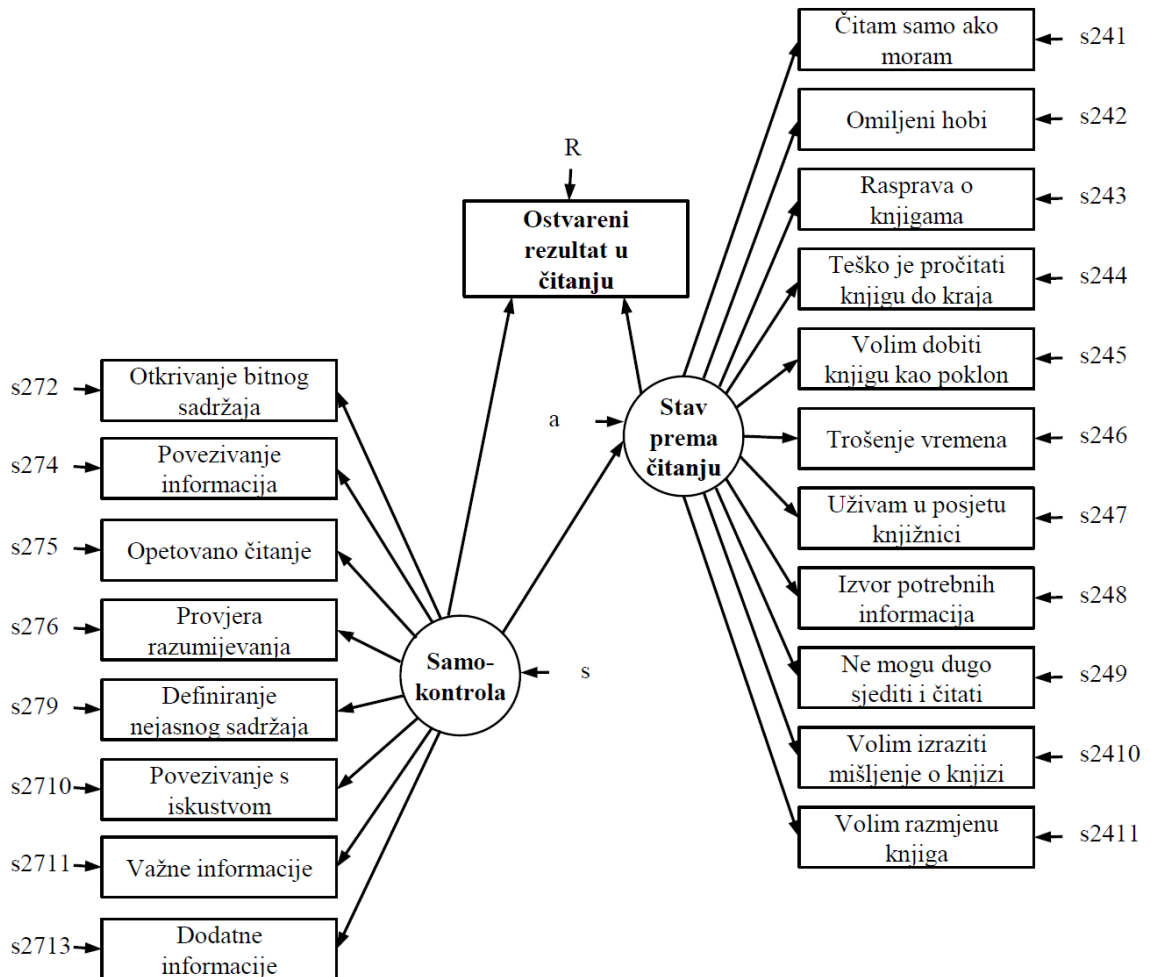 Čitam samo ako
moram
s241
Omiljeni hobi
s242
R
Rasprava o
knjigama
s243
Ostvareni
rezultat u
čitanju
Teško je pročitati
knjigu do kraja
s244
Volim dobiti
knjigu kao poklon
s245
s272
Otkrivanje bitnog
sadržaja
a
Stav
prema
čitanju
Trošenje vremena
s246
s274
Povezivanje
informacija
Uživam u posjetu
knjižnici
s247
s275
Opetovano čitanje
Izvor potrebnih
informacija
s248
s276
Provjera
razumijevanja
Samo-
kontrola
s
Ne mogu dugo
sjediti i čitati
s249
s279
Definiranje
nejasnog sadržaja
Volim izraziti
mišljenje o knjizi
s2410
s2710
Povezivanje s
iskustvom
Volim razmjenu
knjiga
s2411
s2711
Važne informacije
s2713
Dodatne
informacije